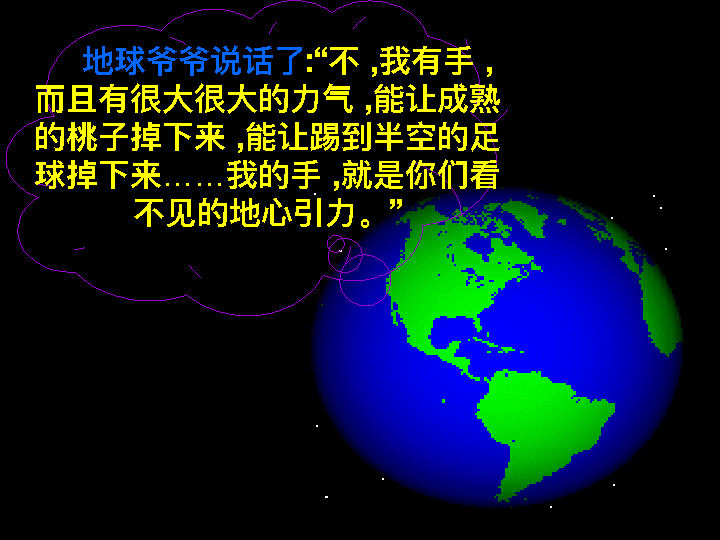 地球爷爷说话了:“不 ,我有手 ,
而且有很大很大的力气 ,能让成熟
的桃子掉下来 ,能让踢到半空的足
球掉下来……我的手 ,就是你们看
不见的地心引力。”